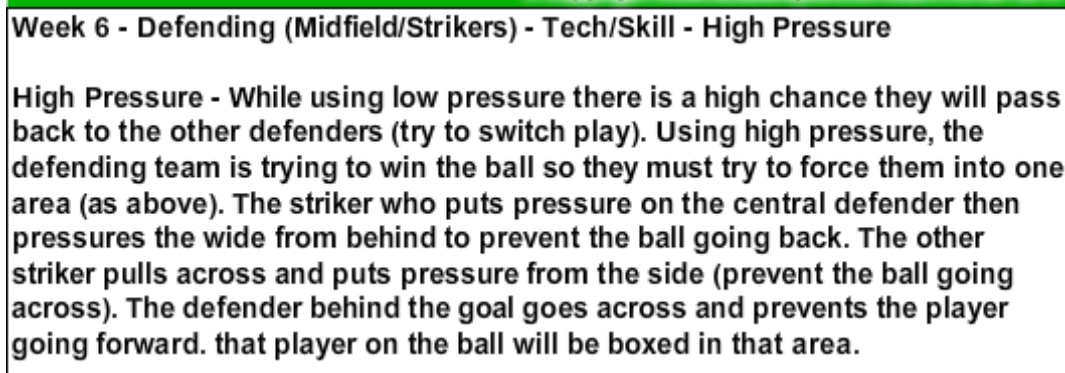 Week 6 - Defending (Midfield/Strikers) - Tech/Skill - High Pressure
High Pressure - While using low pressure there is a high chance they will pass
back to the other defenders (try to switch play). Using high pressure, the
defending team is trying to win the ball so they must try to force them into one
area (as above). The striker who puts pressure on the central defender then
pressures the wide from behind to prevent the ball going back. The other
striker pulls across and puts pressure from the side (prevent the ball going
across). The defender behind the goal goes across and prevents the player
going forward. that player on the ball will be boxed in that area.